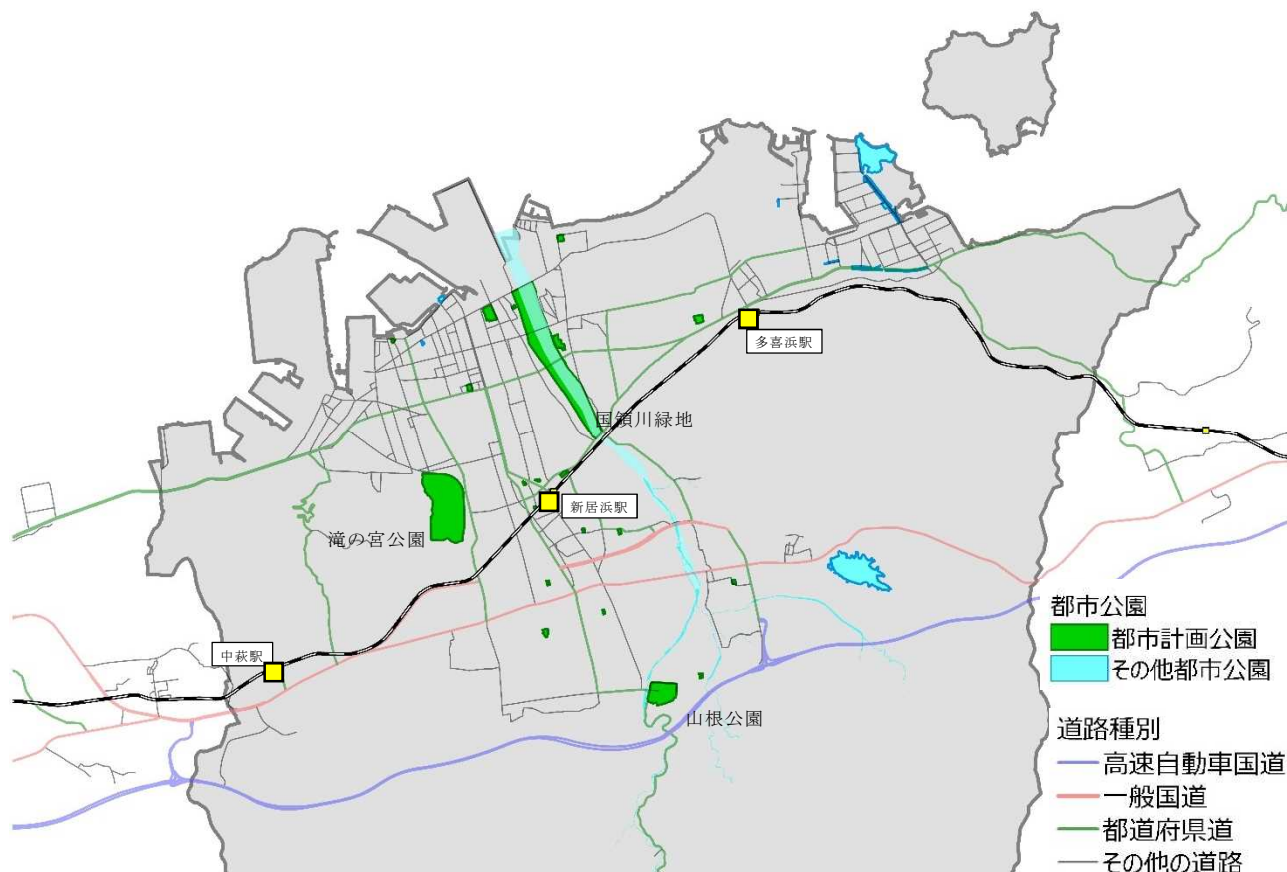 多喜浜駅
国領川緑地
新居浜駅
滝の宮公園
中萩駅
山根公園
都市公園
都市計画公園
その他都市公園
道路種別
高速自動車国道
一般国道
都道府県道
その他の道路